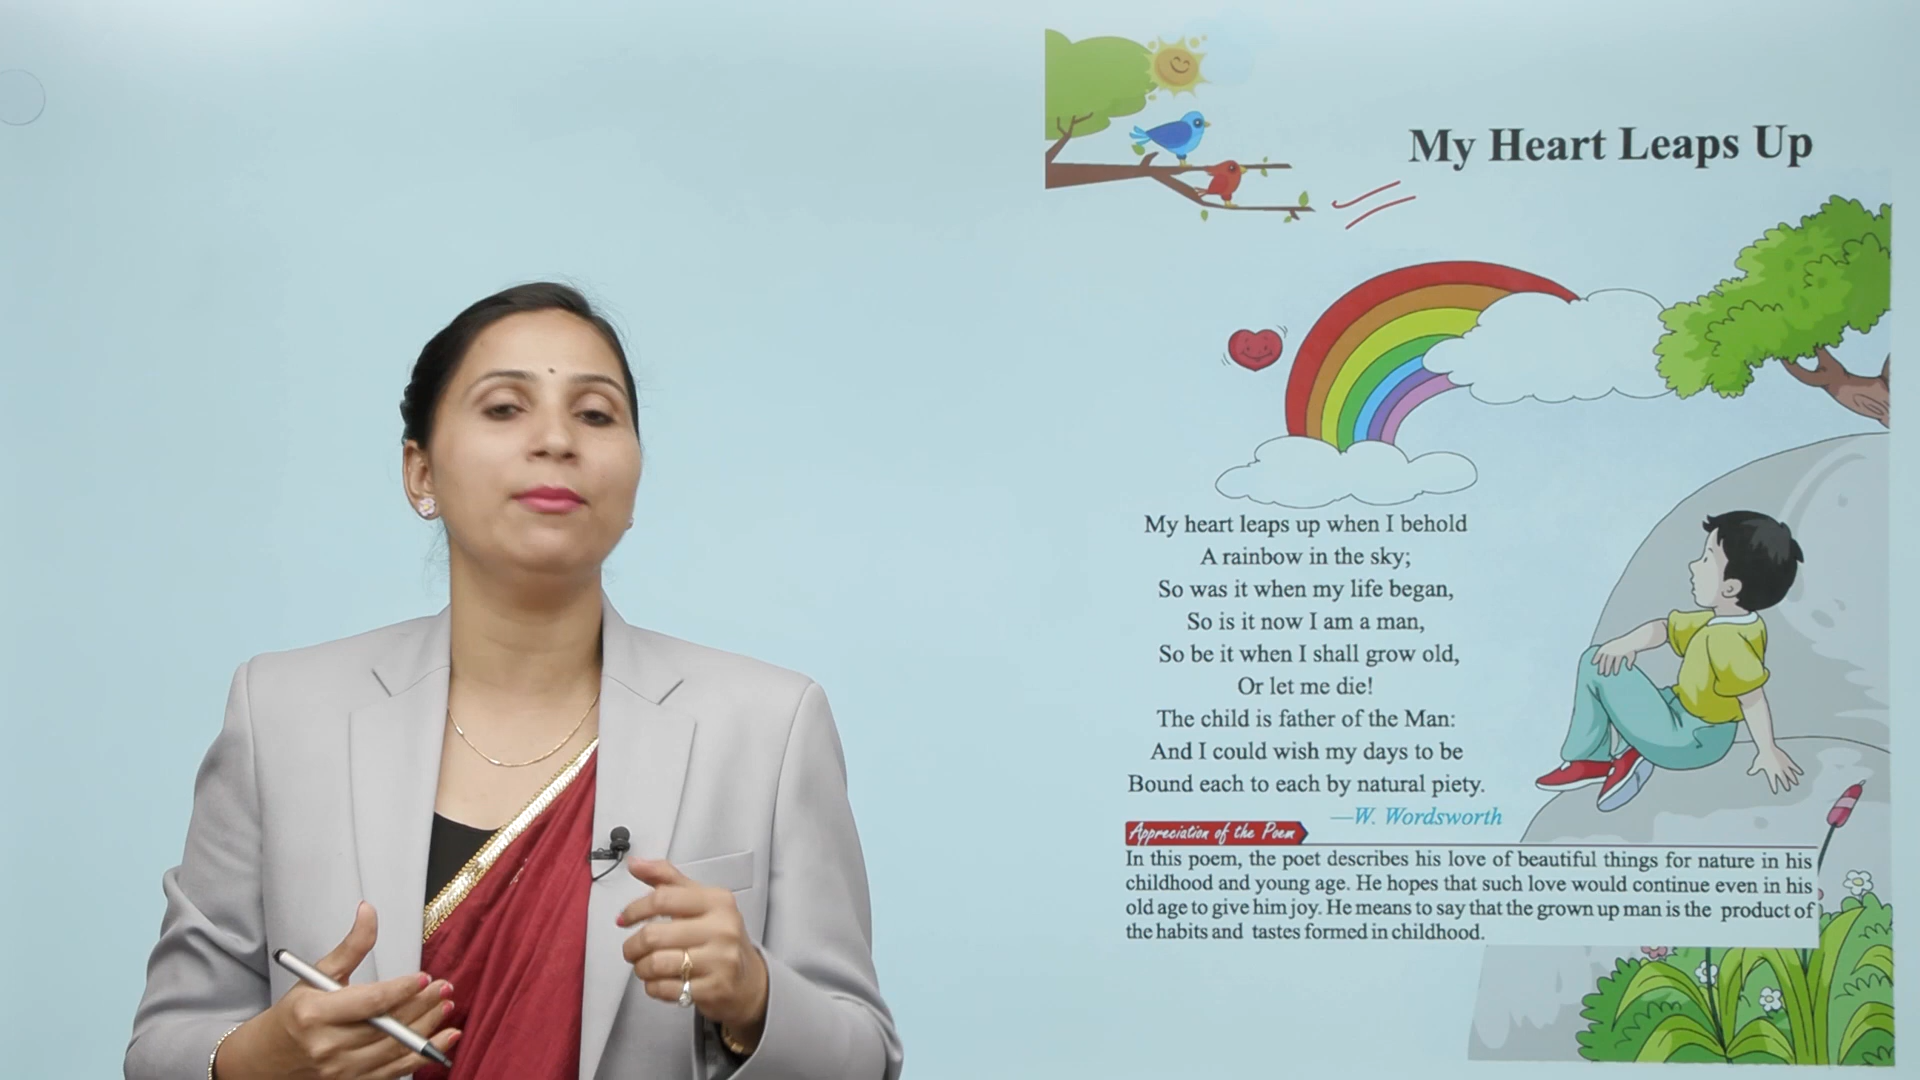 My Heart Leaps Up
My heart leaps up when I behold
A rainbow in the sky;
So was it when my life began,
So is it now I am a man,
So be it when I shall grow old,
Or let me die!
The child is father of the Man:
And I could wish my days to be
Bound each to each by natural piety.
—W. Wordsworth
Appreciation of the Poem
In this poem, the poet describes his love of beautiful things for nature in his
childhood and young age. He hopes that such love would continue even in his
old age to give him joy. He means to say that the grown up man is the product of
the habits and tastes formed in childhood.